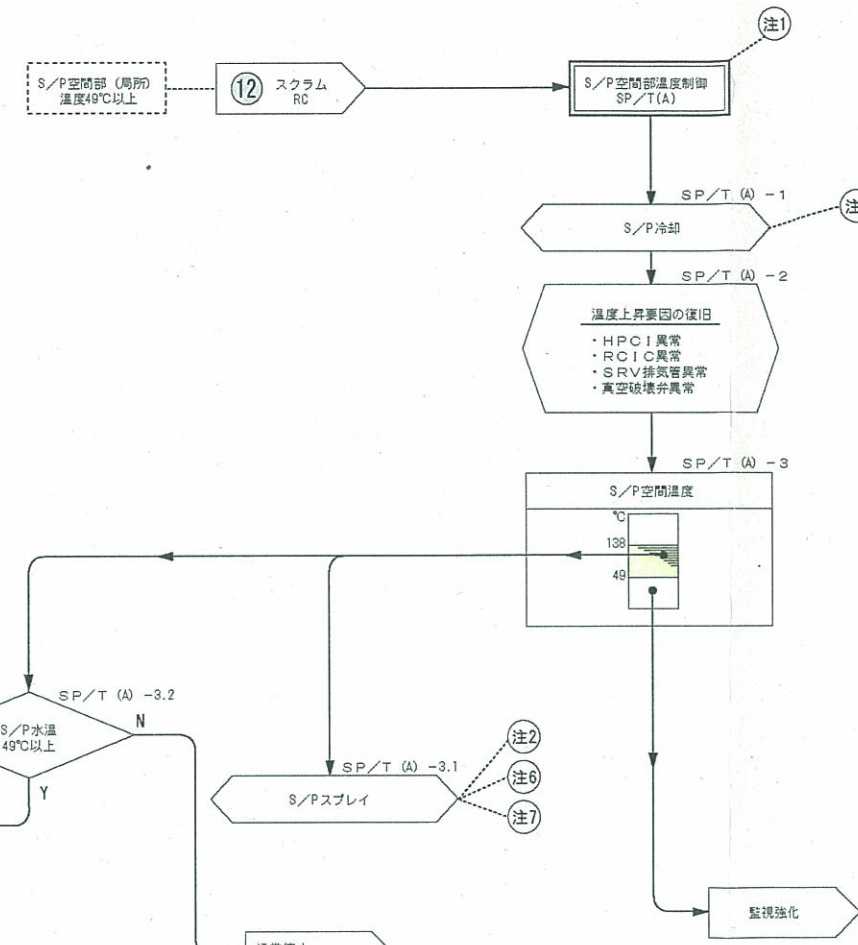 注1
S/P空間部(局所)
温度49℃以上
12
スクラム
RC
S/P空間部温度制御
SP/T(A)
SP/T(A)-1
S/P冷却
注
SP/T(A)-2
温度上昇要因の復旧
・HPCI異常
・RCIC異常
・SRV排気管異常
・真空破壊弁異常
SP/T(A)-3
S/P空間温度
℃
138
49
SP/T(A)-3.2
S/P水温
49℃以上
N
Y
SP/T(A)-3.1
S/Pスプレイ
注2
注6
注7
監視強化